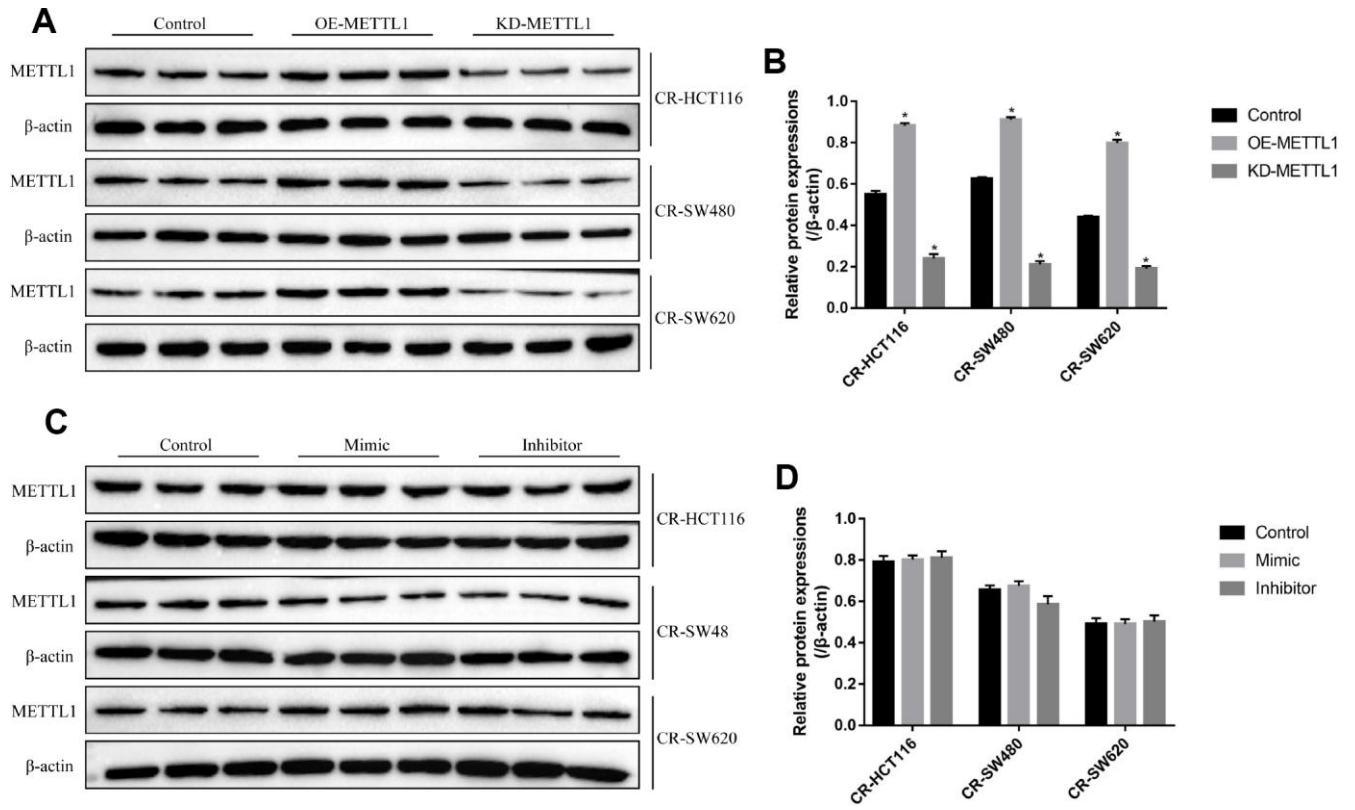 A
Control OE-METTL1 KD-METTL1
METTL1
β-actin
CR-HCT116
METTL1
β-actin
CR-SW480
METTL1
β-actin
CR-SW620
B
Relative protein expressions
(/β-actin)
1.0
0.8
0.6
0.4
0.2
0.0
* * * * * *
CR-HCT116
CR-SW480
CR-SW620
Control
OE-METTL1
KD-METTL1
C
Control Mimic Inhibitor
METTL1
β-actin
CR-HCT116
METTL1
β-actin
CR-SW48
METTL1
β-actin
CR-SW620
D
Relative protein expressions
(/β-actin)
1.0
0.8
0.6
0.4
0.2
0.0
CR-HCT116
CR-SW480
CR-SW620
Control
Mimic
Inhibitor